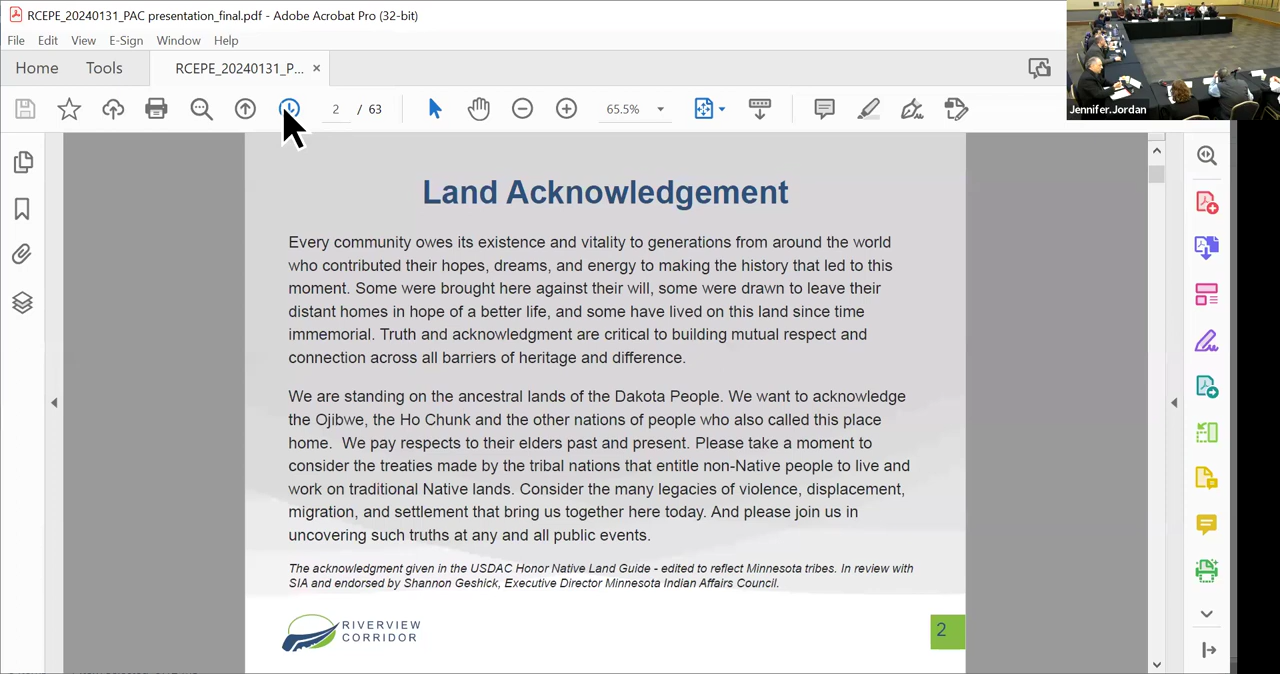 RCEPE_20240131_PAC presentation_final.pdf - Adobe Acrobat Pro (32-bit)
File Edit View E-Sign Window Help
Home Tools RCEPE_20240131_P... ×
2 / 63 65.5%
Jennifer.Jordan
Land Acknowledgement
Every community owes its existence and vitality to generations from around the world
who contributed their hopes, dreams, and energy to making the history that led to this
moment. Some were brought here against their will, some were drawn to leave their
distant homes in hope of a better life, and some have lived on this land since time
immemorial. Truth and acknowledgment are critical to building mutual respect and
connection across all barriers of heritage and difference.
We are standing on the ancestral lands of the Dakota People. We want to acknowledge
the Ojibwe, the Ho Chunk and the other nations of people who also called this place
home. We pay respects to their elders past and present. Please take a moment to
consider the treaties made by the tribal nations that entitle non-Native people to live and
work on traditional Native lands. Consider the many legacies of violence, displacement,
migration, and settlement that bring us together here today. And please join us in
uncovering such truths at any and all public events.
The acknowledgment given in the USDAC Honor Native Land Guide - edited to reflect Minnesota tribes. In review with
SIA and endorsed by Shannon Geshick, Executive Director Minnesota Indian Affairs Council.
RIVERVIEW
CORRIDOR
2